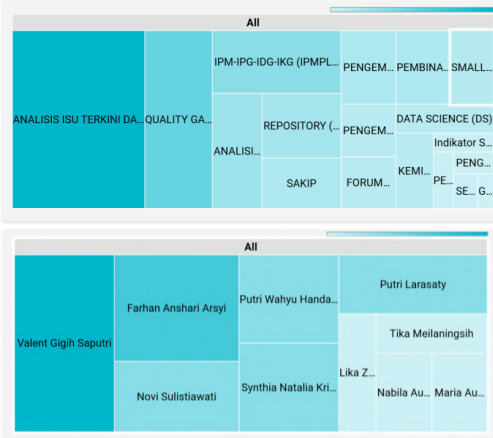 All
ANALISIS ISU TERKINI DA...
QUALITY GA...
IPM-IPG-IDG-IKG (IPMPL...
ANALISI...
REPOSITORY (...
SAKIP
PENGEM...
PEMBINA...
SMALL...
PENGEM...
FORUM...
DATA SCIENCE (DS)
KEMI...
Indikator S...
PE...
PENG...
SE...
G...
All
Valent Gigih Saputri
Farhan Anshari Arsyi
Novi Sulistiawati
Putri Wahyu Handa...
Synthia Natalia Kri...
Putri Larasaty
Lika Z...
Tika Meilaningsih
Nabila Au...
Maria Au...